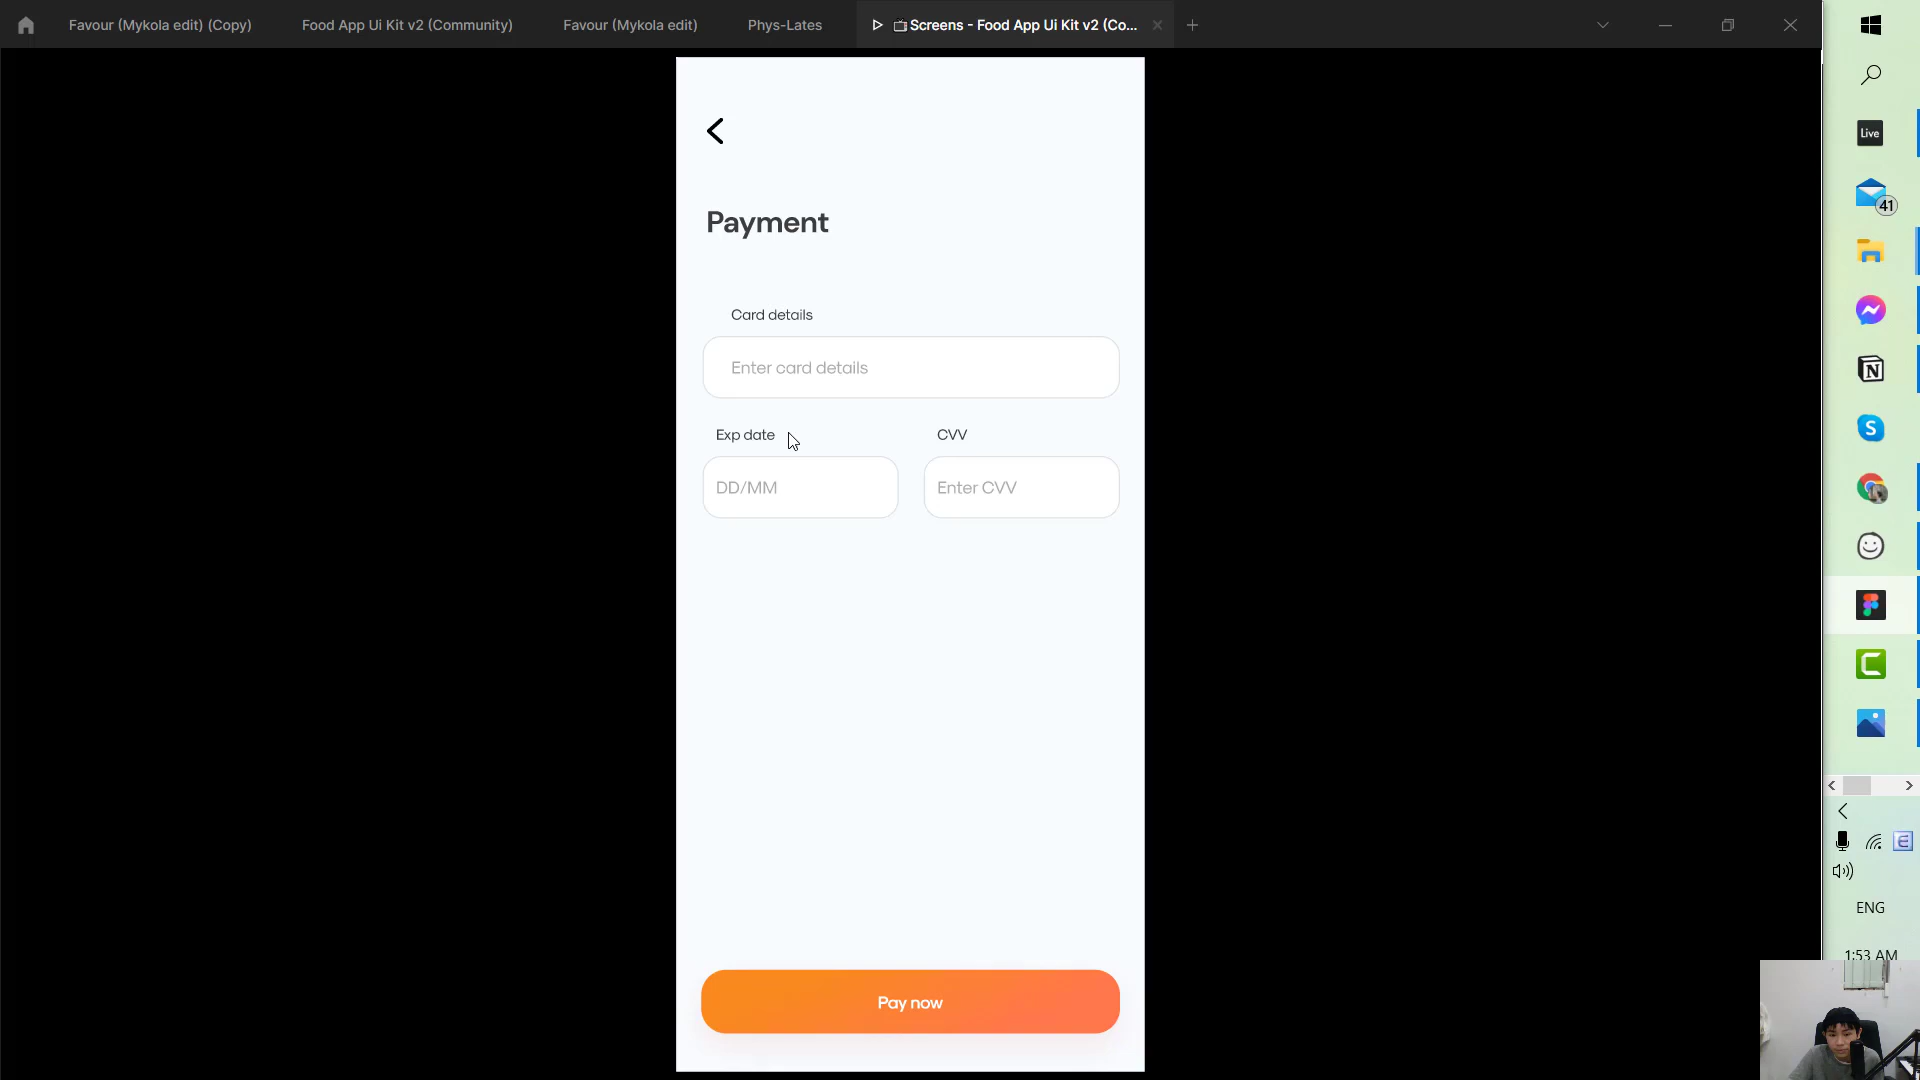 Favour (Mykola edit) (Copy)
Food App Ui Kit v2 (Community)
Favour (Mykola edit)
Phys-Lates
Screens - Food App Ui Kit v2 (Co...
Live
41
Payment
Card details
Enter card details
Exp date
CVV
DD/MM
Enter CVV
Pay now
ENG
1:53 AM